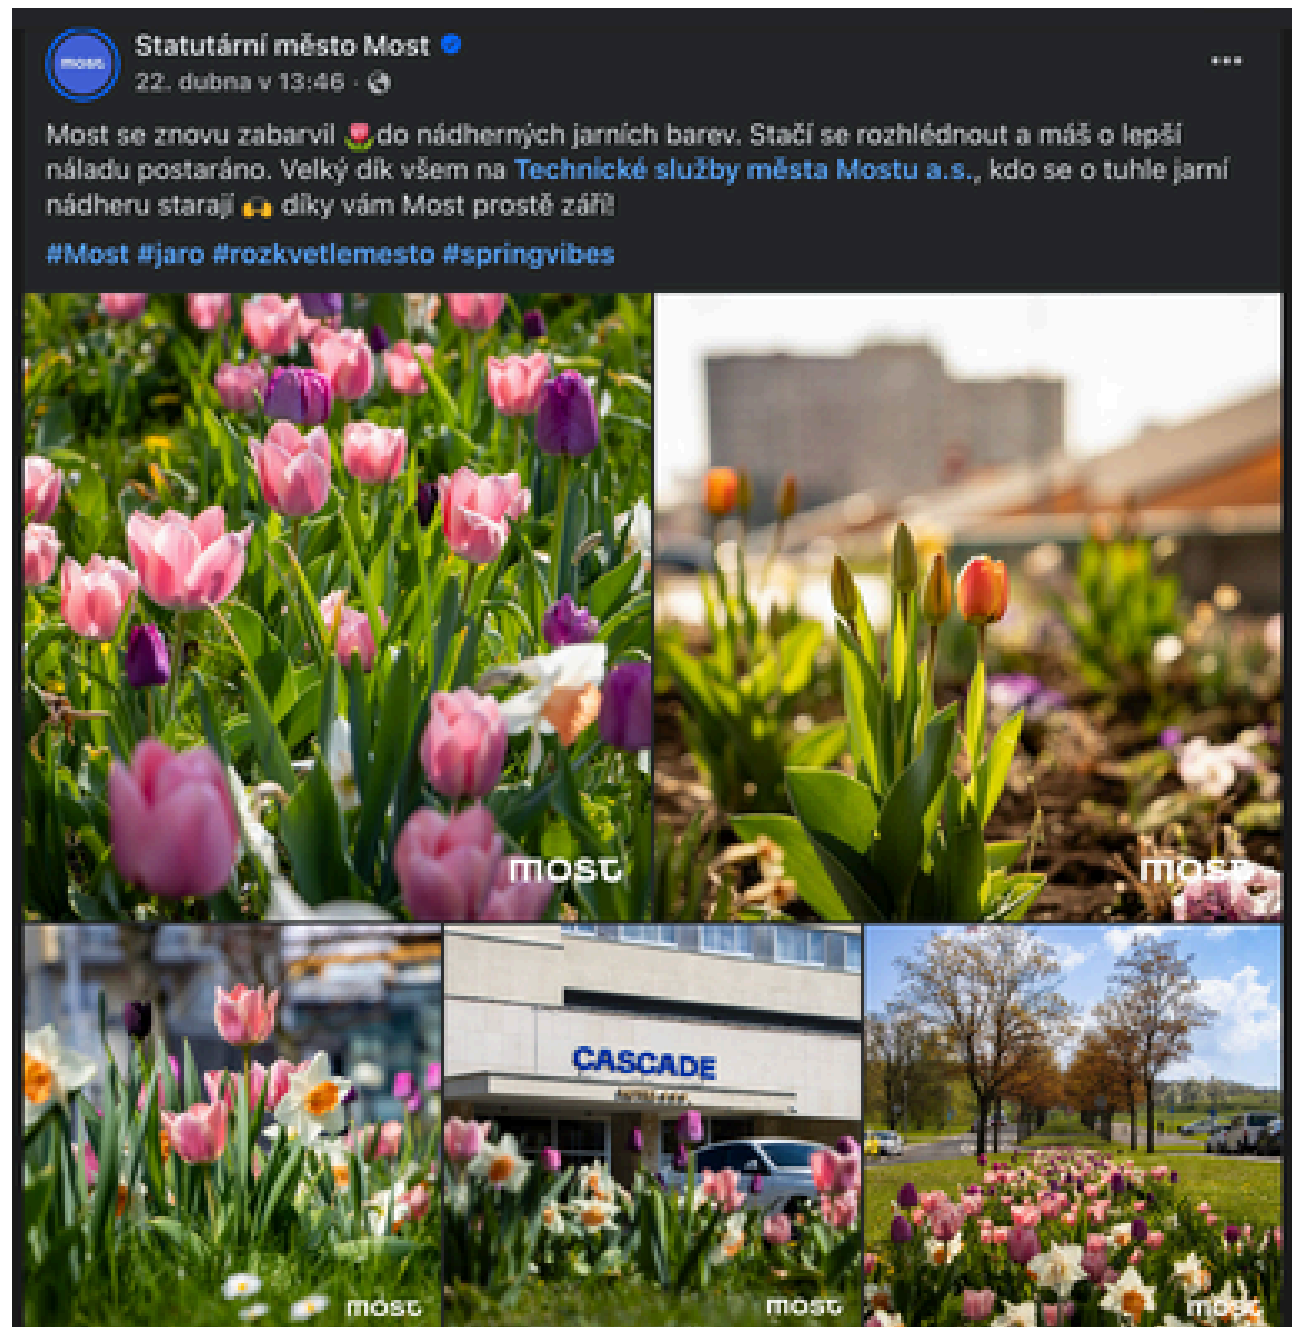 most
Statutární město Most
22. dubna v 13:46 ·
Most se znovu zabarvil 🌷do nádherných jarních barev. Stačí se rozhlédnout a máš o lepší
náladu postaráno. Velký dík všem na Technické služby města Mostu a.s., kdo se o tuhle jarní
nádheru starají 🙌 díky vám Most prostě září!
#Most #jaro #rozkvetlemesto #springvibes
most
most
CASCADE
most
most
most